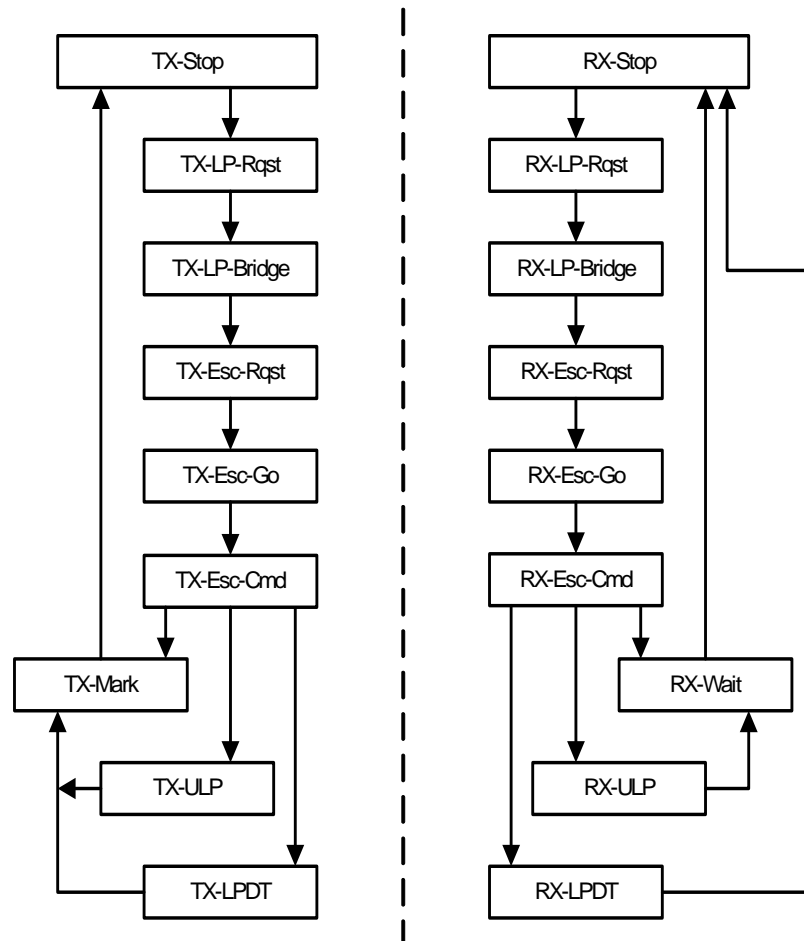 TX-Stop
RX-Stop
TX-LP-Rqst
RX-LP-Rqst
TX-LP-Bridge
RX-LP-Bridge
TX-Esc-Rqst
RX-Esc-Rqst
TX-Esc-Go
RX-Esc-Go
TX-Esc-Cmd
RX-Esc-Cmd
TX-Mark
RX-Wait
TX-ULP
RX-ULP
TX-LPDT
RX-LPDT